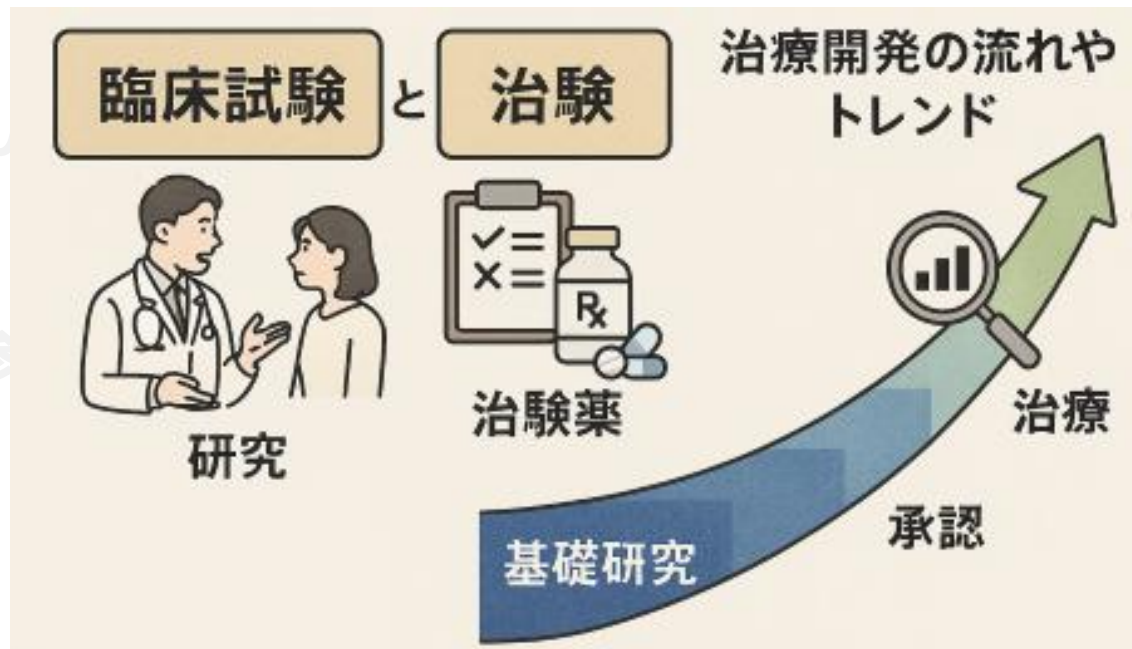 臨床試験と治験
治療開発の流れや
トレンド
研究
Rx
治験薬
治療
承認
基礎研究